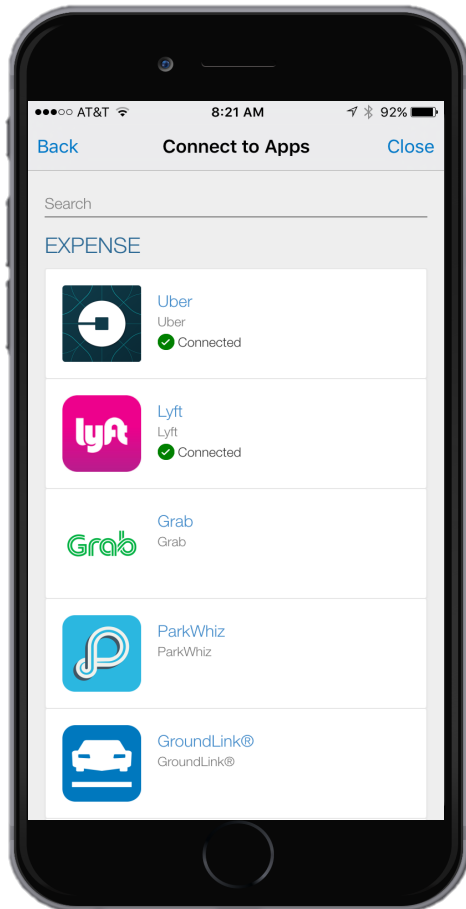 AT&T 8:21 AM 92%
Back Connect to Apps Close
Search
EXPENSE
Uber
Uber
Connected
lyft
Lyft
Lyft
Connected
Grab
Grab
Grab
ParkWhiz
ParkWhiz
GroundLink®
GroundLink®